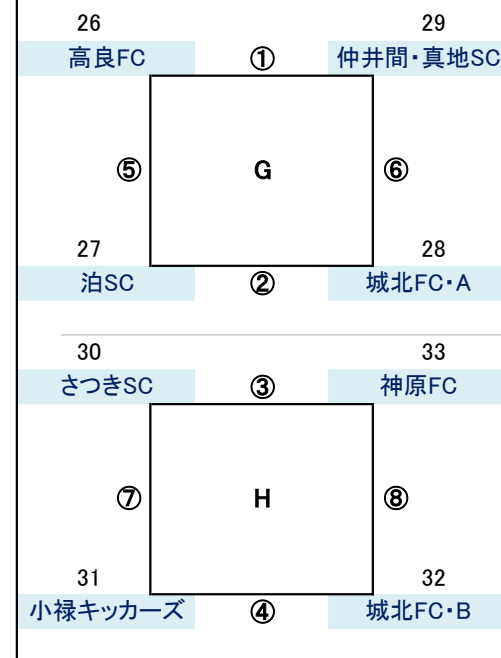 26 29
高良FC ① 仲井間・真地SC
⑤ G ⑥
27 28
泊SC ② 城北FC・A
30 33
さつきSC ③ 神原FC
⑦ H ⑧
31 32
小禄キッカーズ ④ 城北FC・B